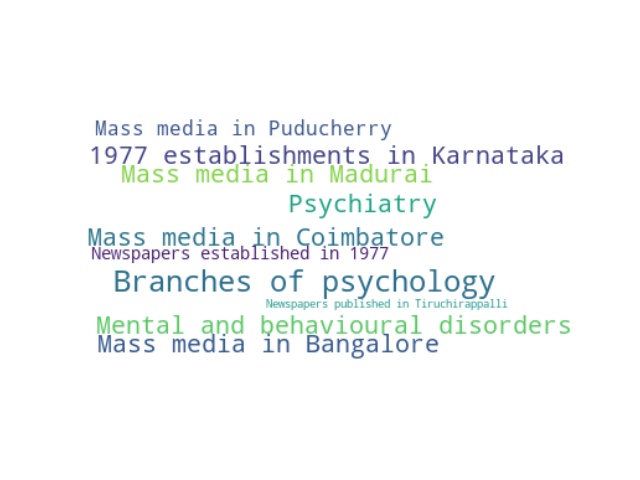 Mass media in Puducherry
1977 establishments in Karnataka
Mass media in Madurai
Psychiatry
Mass media in Coimbatore
Newspapers established in 1977
Branches of psychology
Newspapers published in Tiruchirappalli
Mental and behavioural disorders
Mass media in Bangalore